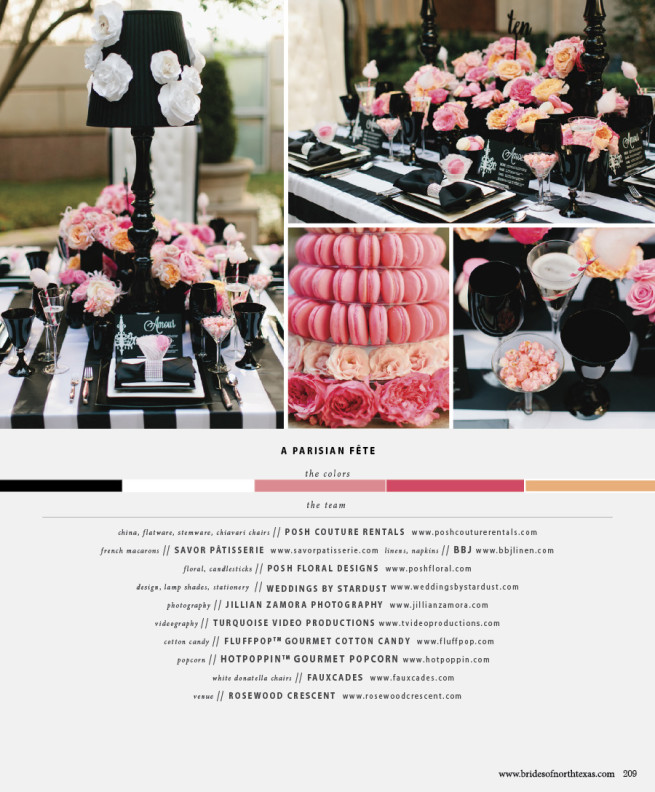 ten
Amour
Amour
Amour
A PARISIAN FÊTE
the colors
the team
china, flatware, stemware, chiavari chairs // POSH COUTURE RENTALS www.poshcouturerentals.com
french macarons // SAVOR PÂTISSERIE www.savorpatisserie.com linens, napkins // BBJ www.bbjlinen.com
floral, candlesticks // POSH FLORAL DESIGNS www.poshfloral.com
design, lamp shades, stationery // WEDDINGS BY STARDUST www.weddingsbystardust.com
photography // JILLIAN ZAMORA PHOTOGRAPHY www.jillianzamora.com
videography // TURQUOISE VIDEO PRODUCTIONS www.tvideoproductions.com
cotton candy // FLUFFPOP™ GOURMET COTTON CANDY www.fluffpop.com
popcorn // HOTPOPPIN™ GOURMET POPCORN www.hotpoppin.com
white donatella chairs // FAUXCADES www.fauxcades.com
venue // ROSEWOOD CRESCENT www.rosewoodcrescent.com
www.bridesofnorthtexas.com 209